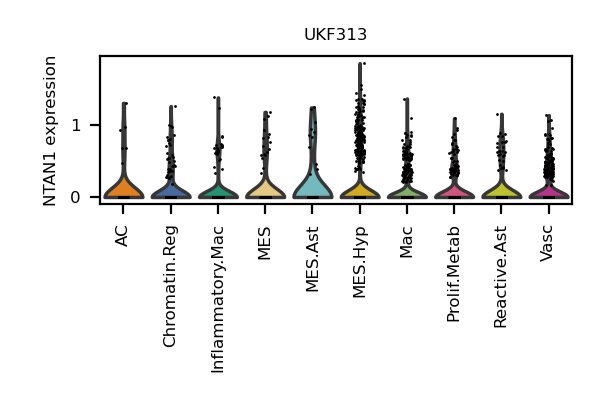 UKF313
NTAN1 expression
1
0
AC
Chromatin.Reg
Inflammatory.Mac
MES
MES.Ast
MES.Hyp
Mac
Prolif.Metab
Reactive.Ast
Vasc